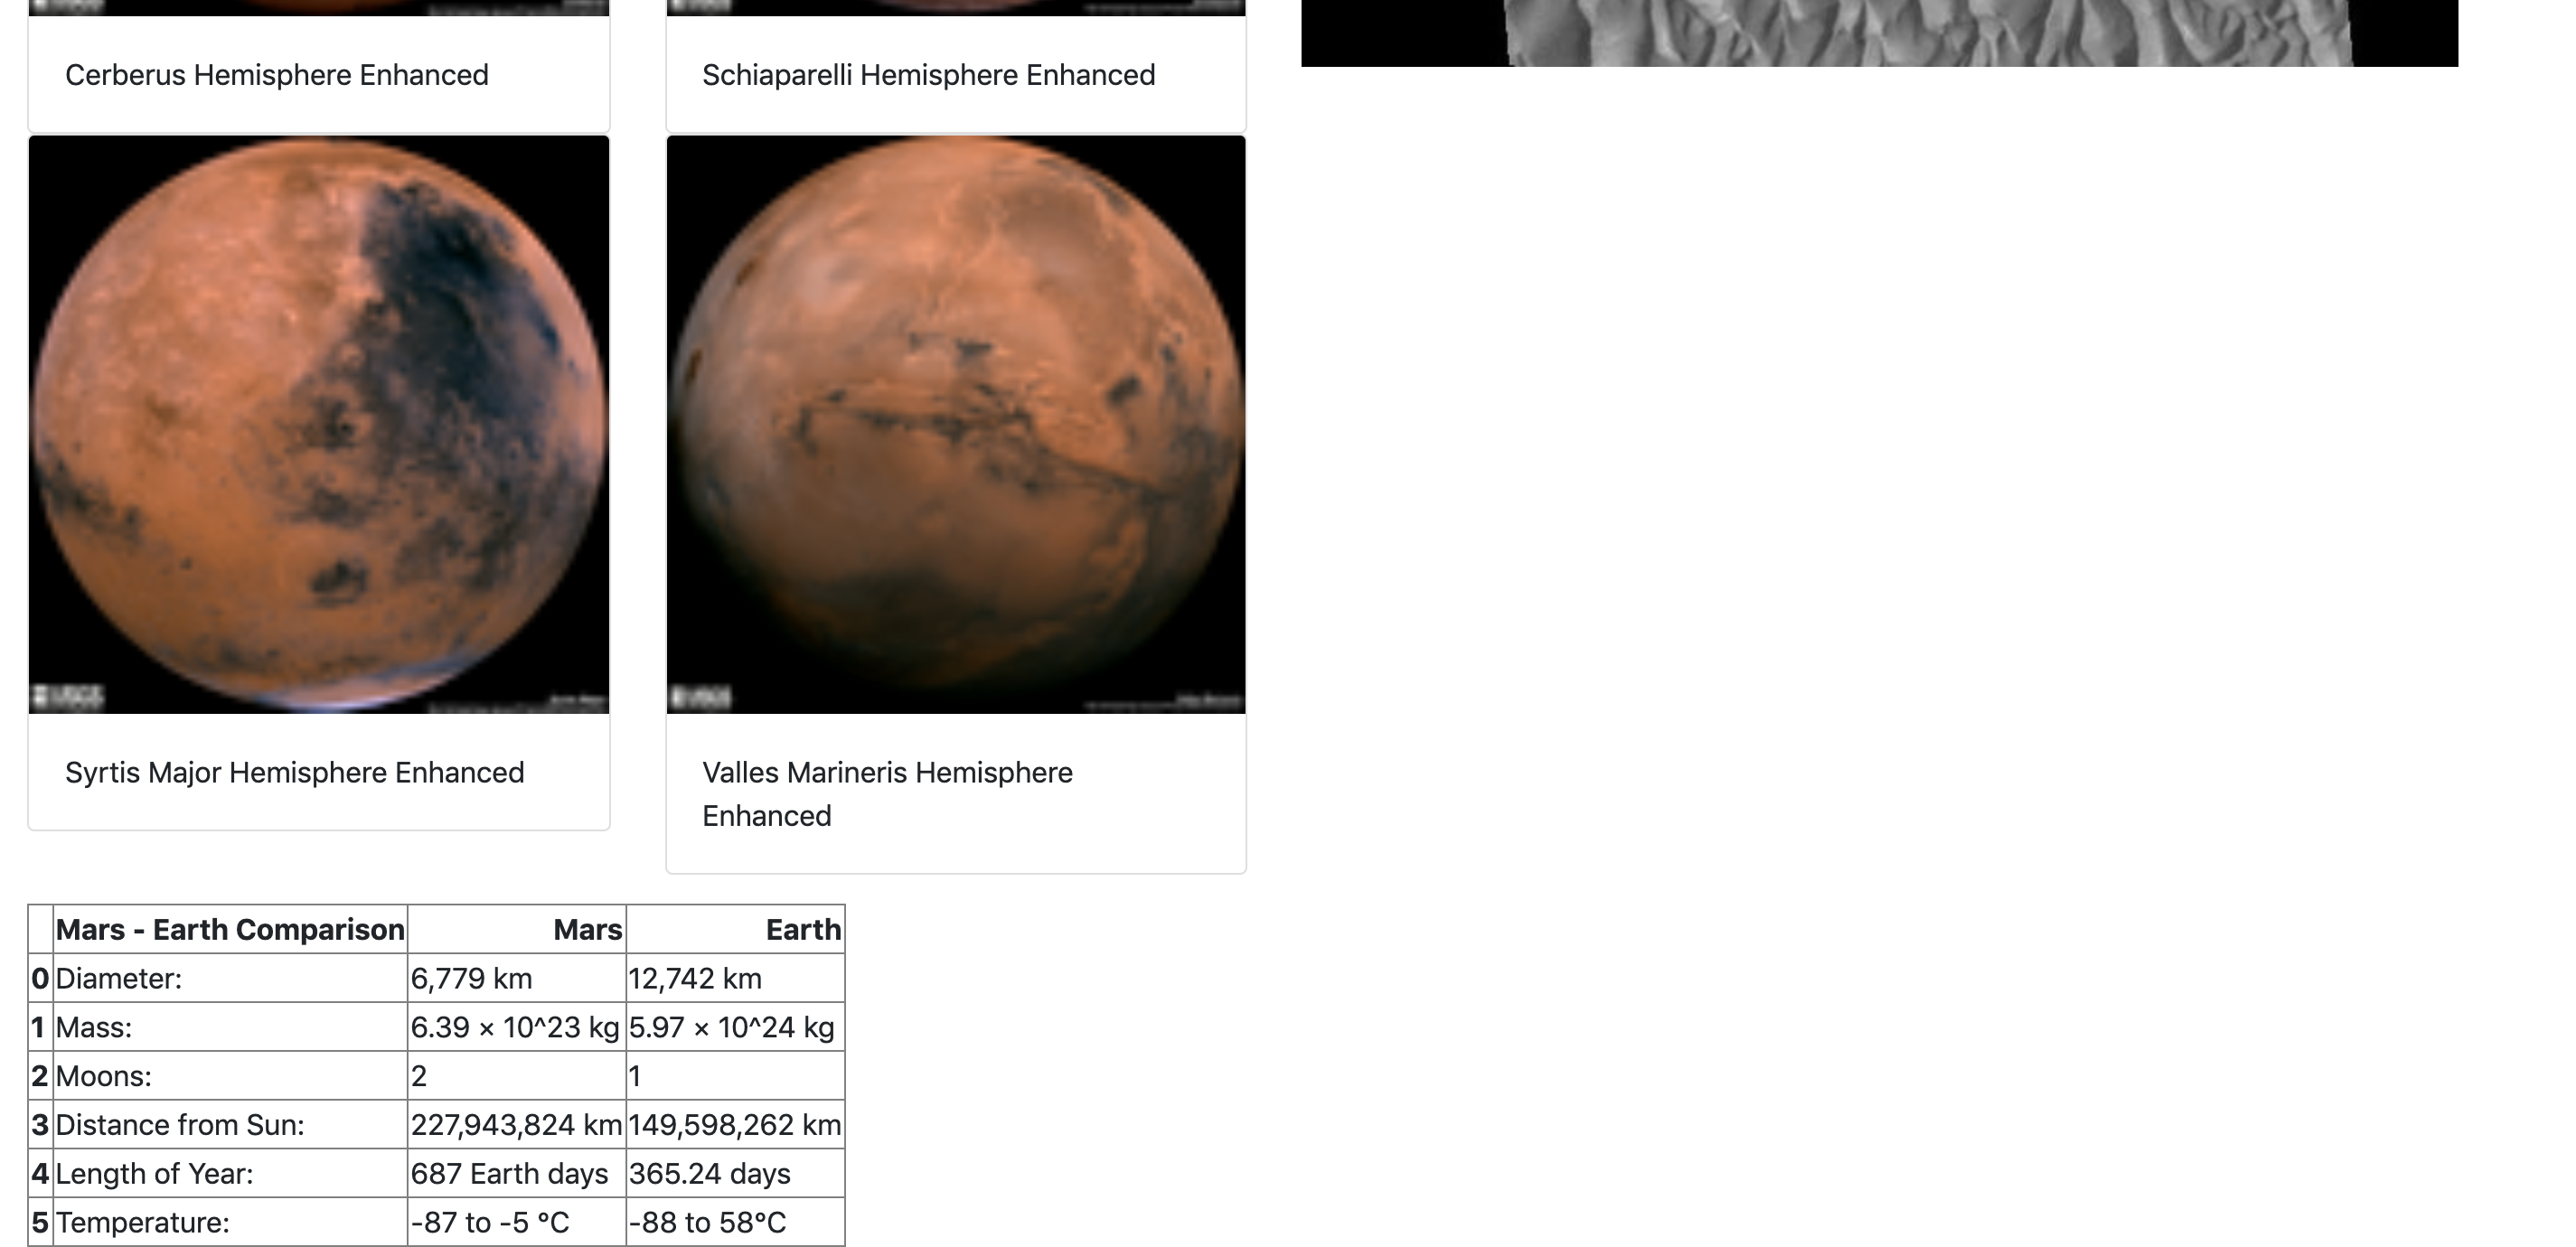 Cerberus Hemisphere Enhanced
Schiaparelli Hemisphere Enhanced
USGS
USGS
Syrtis Major Hemisphere Enhanced
Valles Marineris Hemisphere
Enhanced
Mars - Earth Comparison Mars Earth
0 Diameter: 6,779 km 12,742 km
1 Mass: 6.39 × 10^23 kg 5.97 × 10^24 kg
2 Moons: 2 1
3 Distance from Sun: 227,943,824 km 149,598,262 km
4 Length of Year: 687 Earth days 365.24 days
5 Temperature: -87 to -5 °C -88 to 58°C